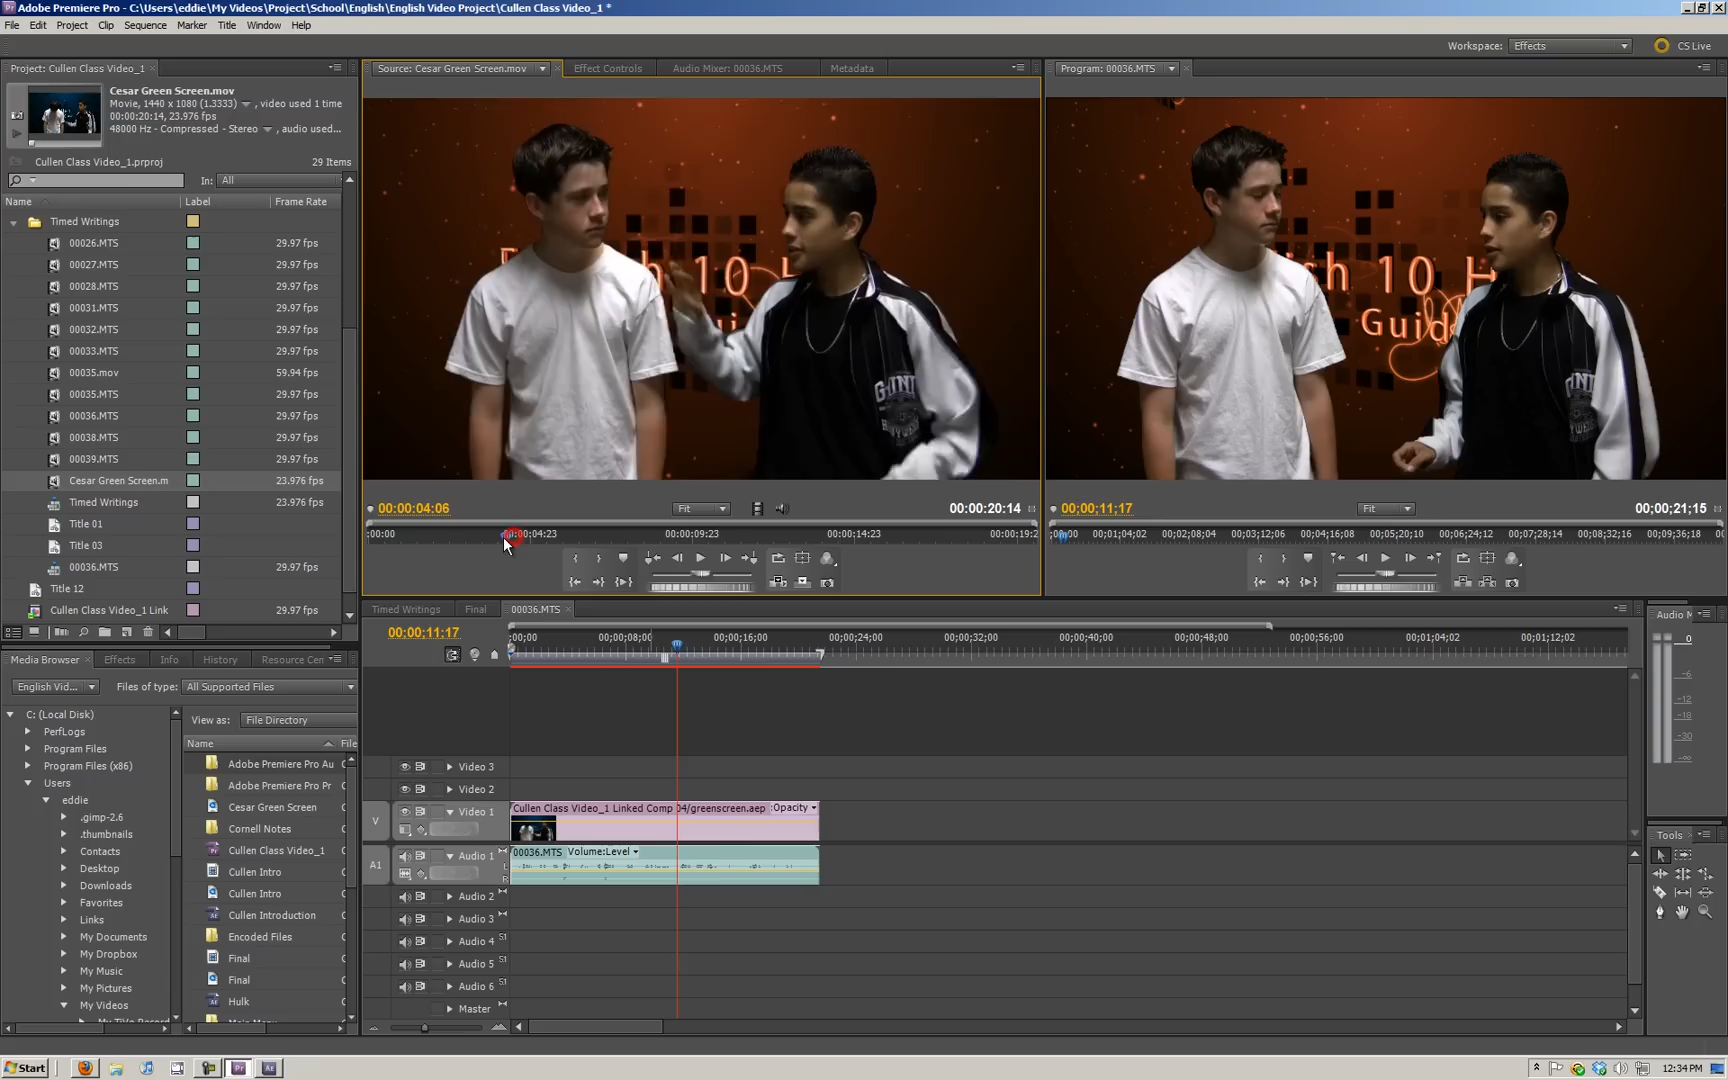 Adobe Premiere Pro - C:\Users\eddie\My Videos\Project\School\English\English Video Project\Cullen Class Video_1 *
File Edit Project Clip Sequence Marker Title Window Help
Workspace: Effects CS Live
Project: Cullen Class Video_1
Cesar Green Screen.mov
Movie, 1440 x 1080 (1.3333) , video used 1 time
00:00:20:14, 23.976 fps
48000 Hz - Compressed - Stereo , audio used...
Cullen Class Video_1.prproj 29 Items
In: All
Name Label Frame Rate
Timed Writings
00026.MTS 29.97 fps
00027.MTS 29.97 fps
00028.MTS 29.97 fps
00031.MTS 29.97 fps
00032.MTS 29.97 fps
00033.MTS 29.97 fps
00035.mov 59.94 fps
00035.MTS 29.97 fps
00036.MTS 29.97 fps
00038.MTS 29.97 fps
00039.MTS 29.97 fps
Cesar Green Screen.m 23.976 fps
Timed Writings 23.976 fps
Title 01
Title 03
00036.MTS 29.97 fps
Title 12
Cullen Class Video_1 Link 29.97 fps
Source: Cesar Green Screen.mov Effect Controls Audio Mixer: 00036.MTS Metadata
10 H
00:00:04:06 Fit 00:00:20:14
;00:00 00:00:04:23 00:00:09:23 00:00:14:23 00:00:19:2
Program: 00036.MTS
ish 10 H
Guid
00;00;11;17 Fit 00;00;21;15
;00;00 00;01;04;02 00;02;08;04 00;03;12;06 00;04;16;08 00;05;20;10 00;06;24;12 00;07;28;14 00;08;32;16 00;09;36;18
Timed Writings Final 00036.MTS
00;00;11;17
;00;00 00;00;08;00 00;00;16;00 00;00;24;00 00;00;32;00 00;00;40;00 00;00;48;00 00;00;56;00 00;01;04;02 00;01;12;02
Video 3
Video 2
V Video 1
Cullen Class Video_1 Linked Comp 04/greenscreen.aep :Opacity
A1 Audio 1
00036.MTS Volume:Level
L
R
Audio 2
Audio 3
Audio 4 S1
Audio 5 S1
Audio 6 S1
Master
Audio M
0
-6
-12
-18
-30
-∞
Tools
Media Browser Effects Info History Resource Cen
English Vid... Files of type: All Supported Files
C: (Local Disk)
PerfLogs
Program Files
Program Files (x86)
Users
eddie
.gimp-2.6
.thumbnails
Contacts
Desktop
Downloads
Favorites
Links
My Documents
My Dropbox
My Music
My Pictures
My Videos
View as: File Directory
Name File
Adobe Premiere Pro Au
Adobe Premiere Pro Pr
Cesar Green Screen
Cornell Notes
Cullen Class Video_1
Cullen Intro
Cullen Intro
Cullen Introduction
Encoded Files
Final
Final
Hulk
Start
12:34 PM